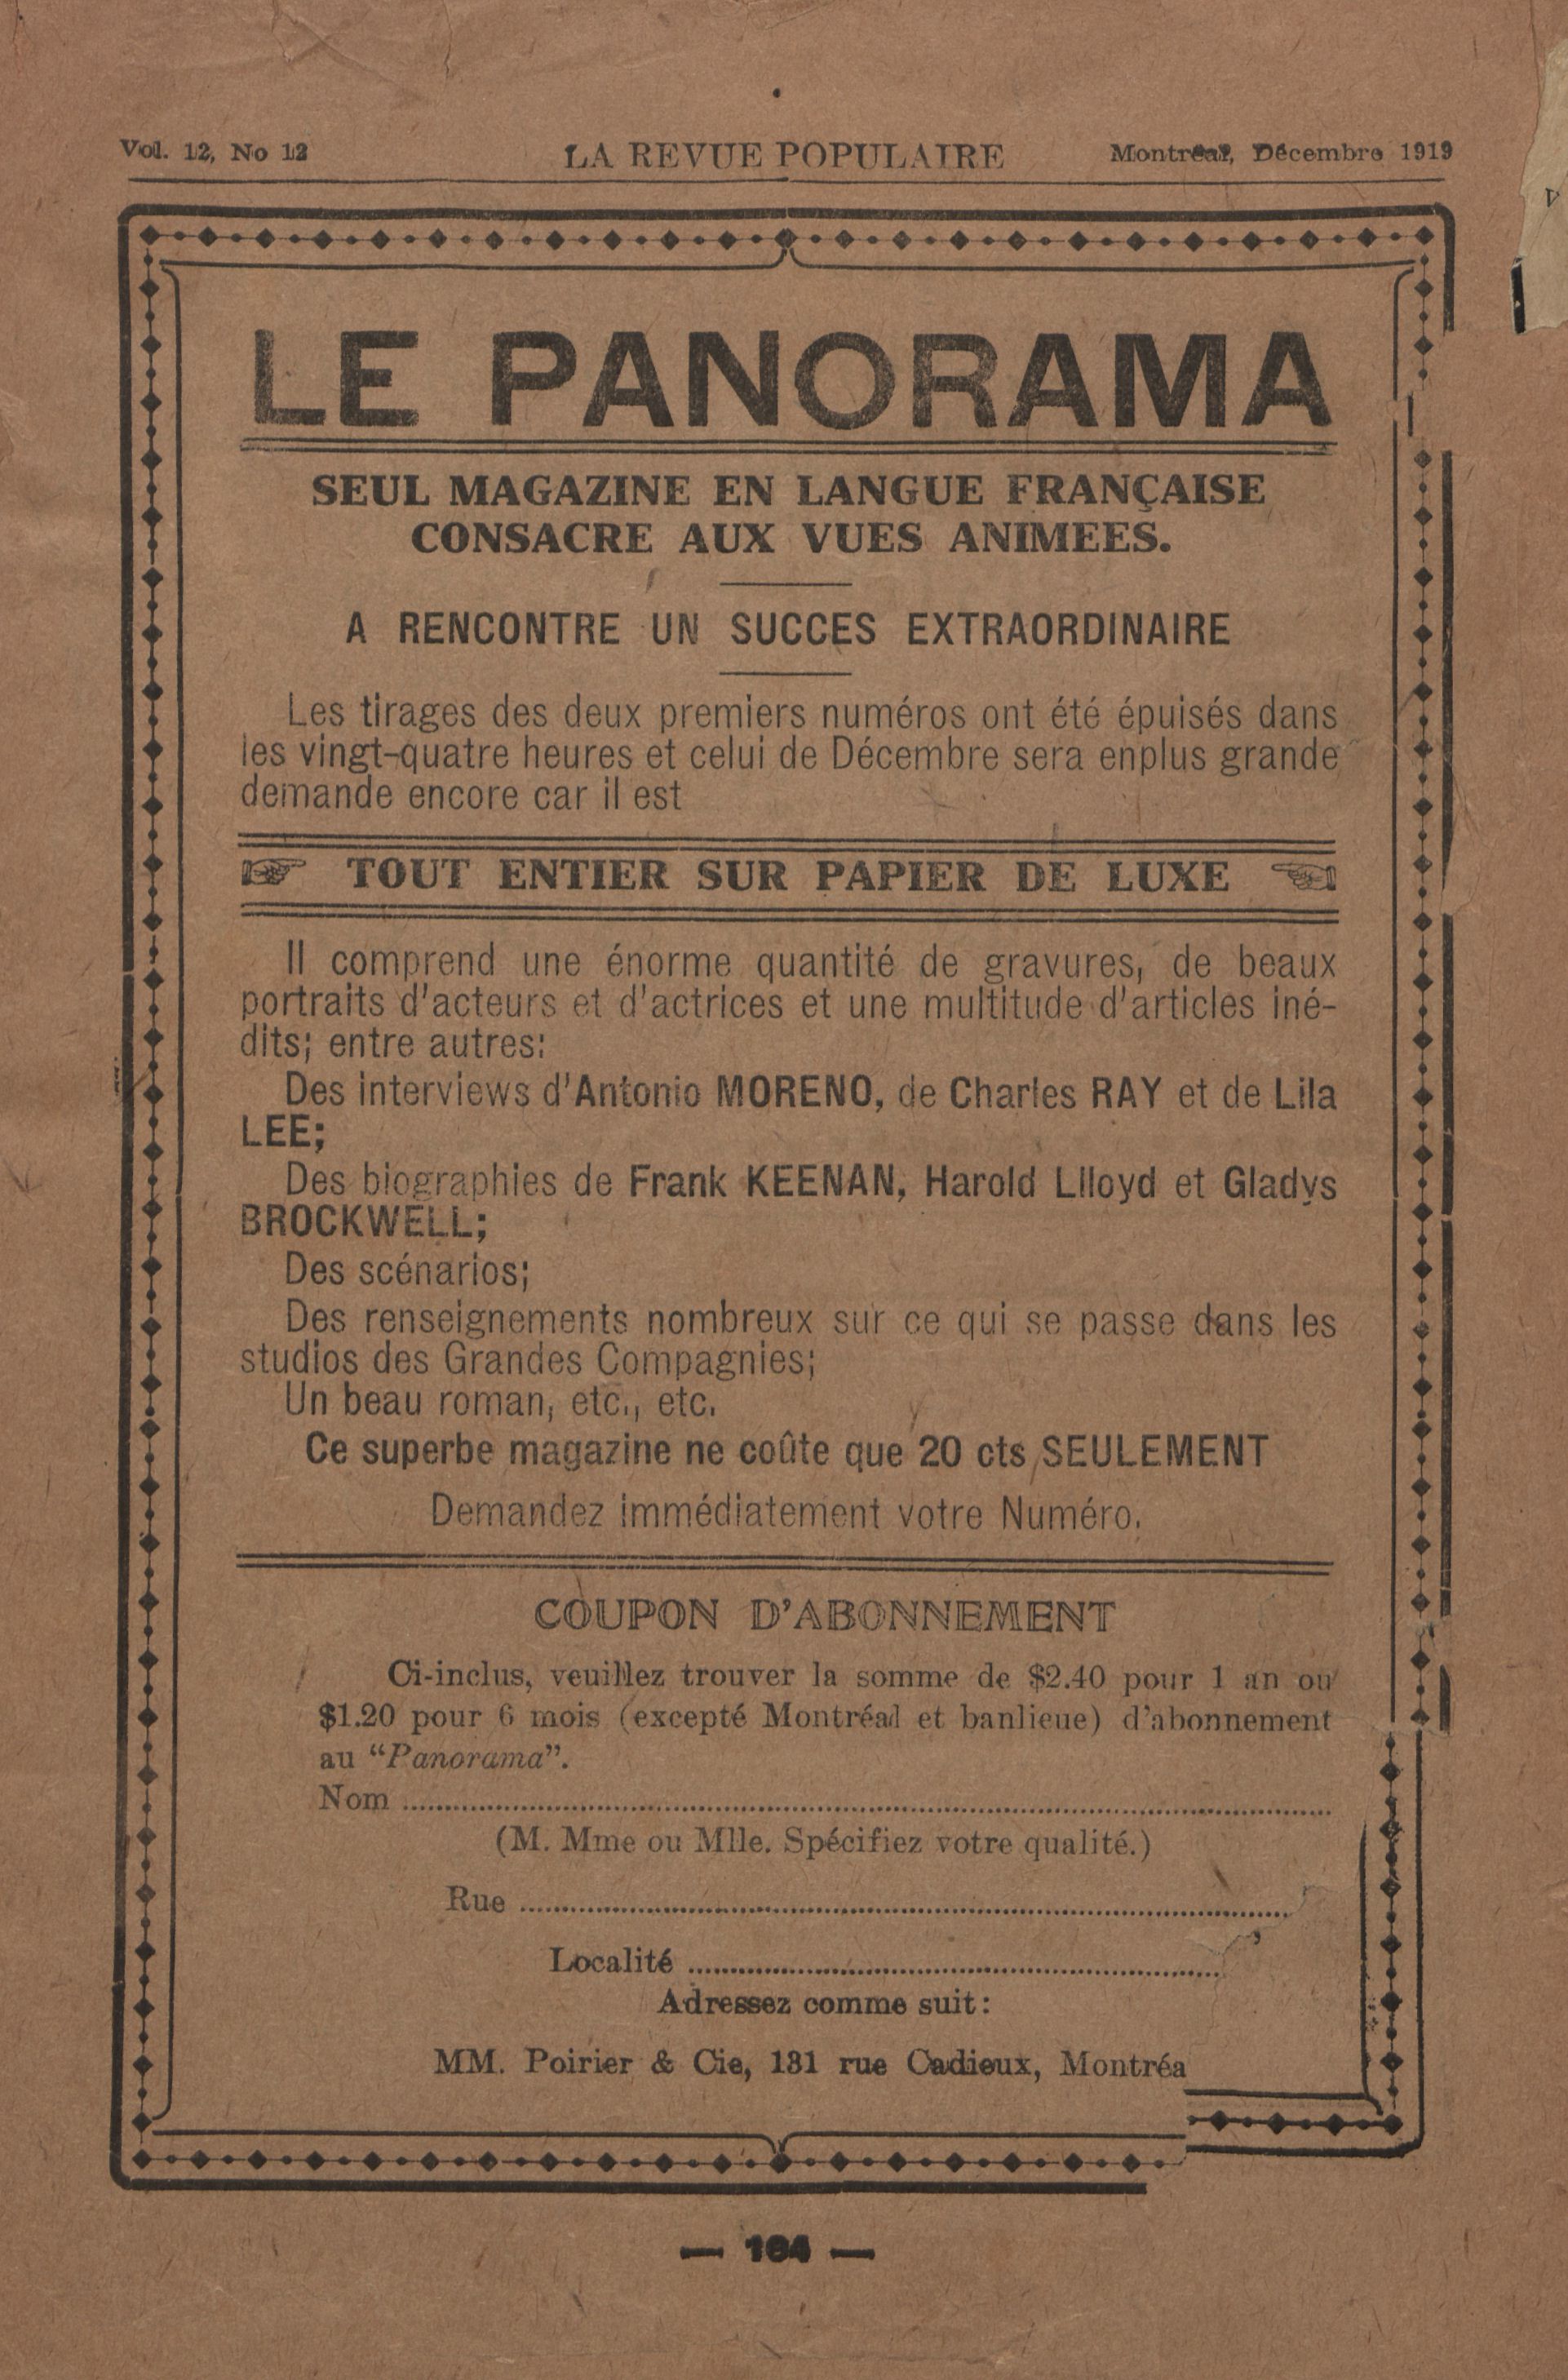 Vol. 12, No 12 LA REVUE POPULAIRE Montréal, Décembre 1919
LE PANORAMA
SEUL MAGAZINE EN LANGUE FRANÇAISE
CONSACRE AUX VUES ANIMEES.
A RENCONTRE UN SUCCES EXTRAORDINAIRE
Les tirages des deux premiers numéros ont été épuisés dans
les vingt-quatre heures et celui de Décembre sera enplus grande
demande encore car il est
☞ TOUT ENTIER SUR PAPIER DE LUXE ☜
Il comprend une énorme quantité de gravures, de beaux
portraits d'acteurs et d'actrices et une multitude d'articles iné-
dits; entre autres:
Des interviews d'Antonio MORENO, de Charles RAY et de Lila
LEE;
Des biographies de Frank KEENAN, Harold Llloyd et Gladys
BROCKWELL;
Des scénarios;
Des renseignements nombreux sur ce qui se passe dans les
studios des Grandes Compagnies;
Un beau roman, etc., etc.
Ce superbe magazine ne coûte que 20 cts SEULEMENT
Demandez immédiatement votre Numéro.
COUPON D'ABONNEMENT
Ci-inclus, veuillez trouver la somme de $2.40 pour 1 an ou
$1.20 pour 6 mois (excepté Montréal et banlieue) d'abonnement
au "Panorama".
Nom
(M. Mme ou Mlle. Spécifiez votre qualité.)
Rue
Localité
Adressez comme suit:
MM. Poirier & Cie, 131 rue Cadieux, Montréa
— 164 —